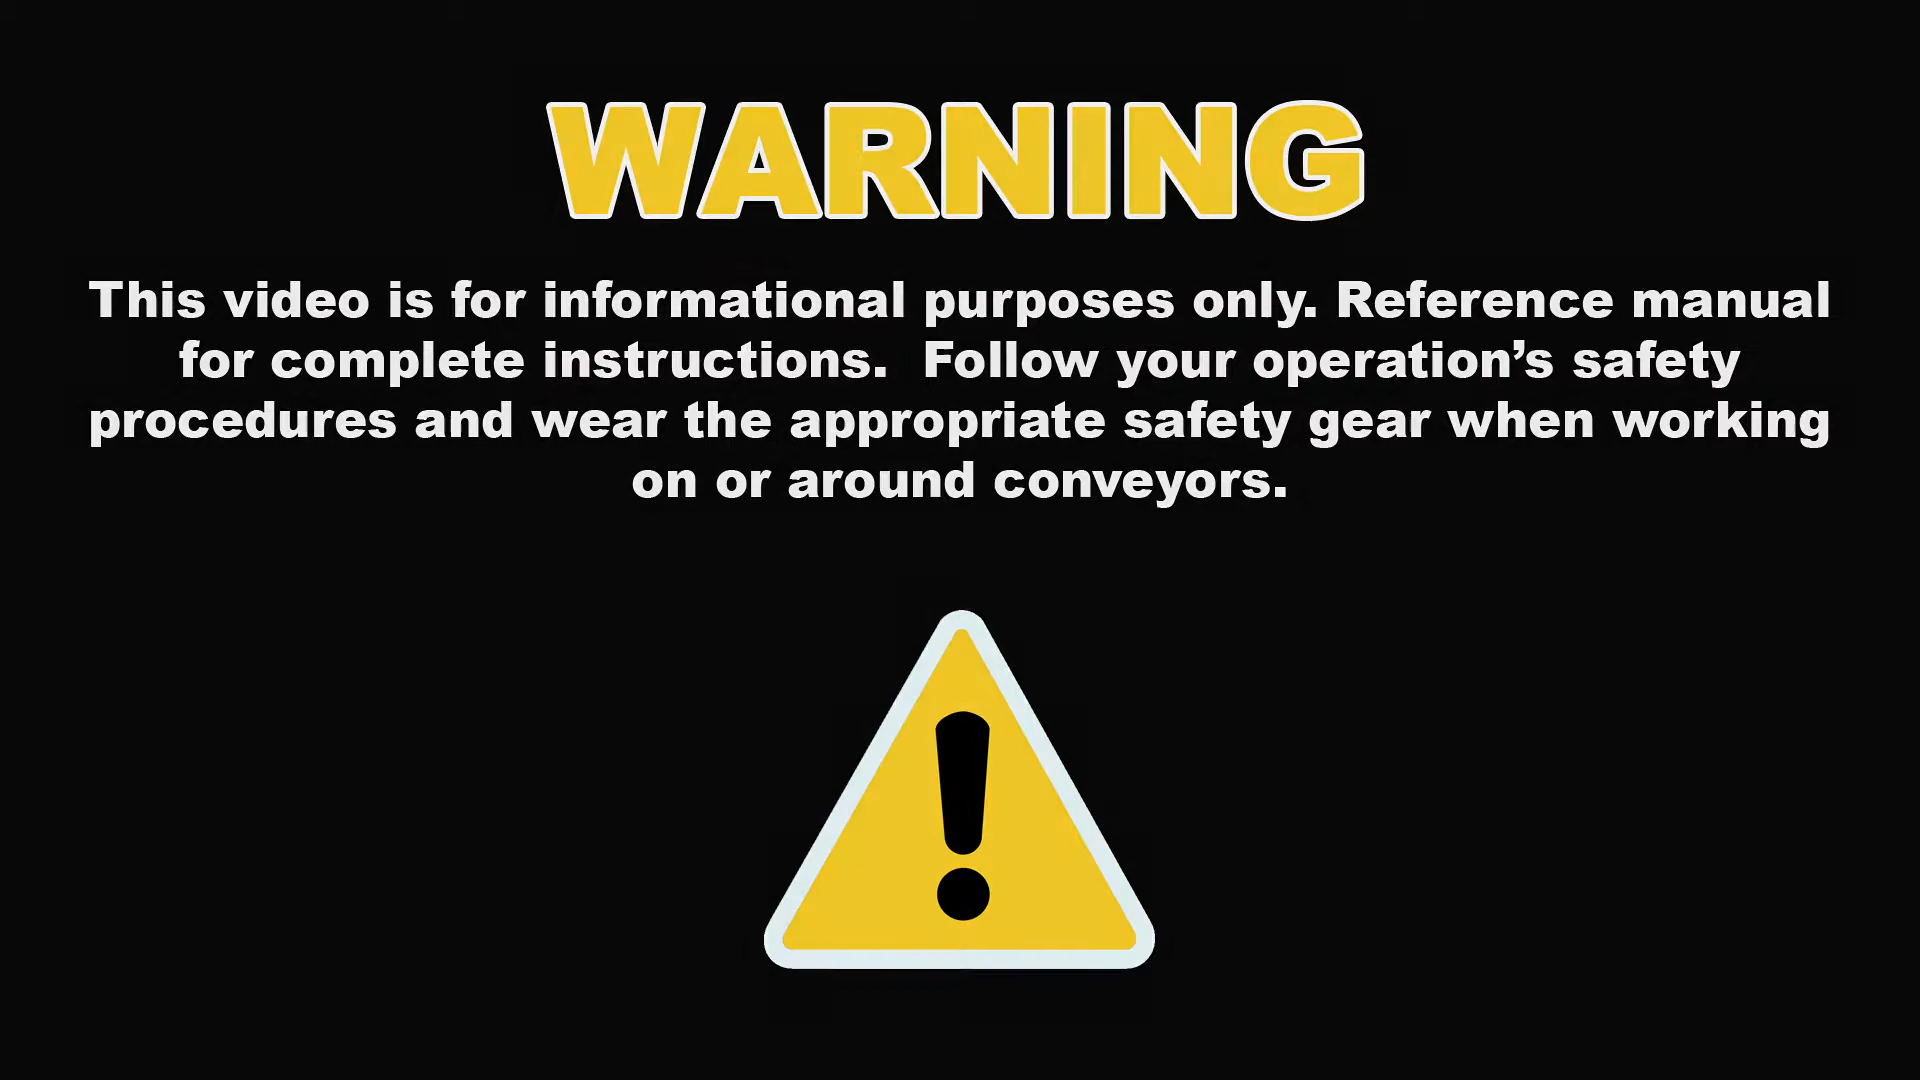 WARNING
This video is for informational purposes only. Reference manual
for complete instructions.  Follow your operation’s safety
procedures and wear the appropriate safety gear when working
on or around conveyors.
!